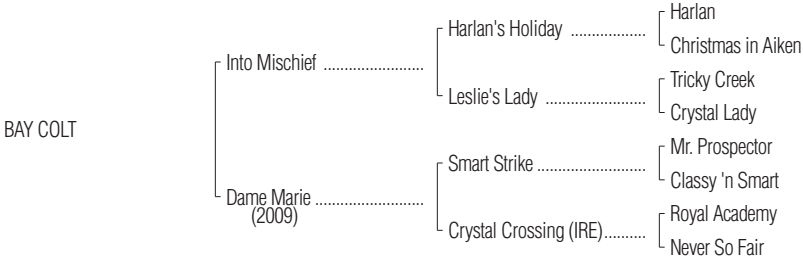 Harlan
Harlan's Holiday ..................
Christmas in Aiken
Into Mischief ........................
Tricky Creek
Leslie's Lady ........................
Crystal Lady
BAY COLT
Mr. Prospector
Smart Strike ..........................
Classy 'n Smart
Dame Marie ..........................
(2009)
Royal Academy
Crystal Crossing (IRE)..........
Never So Fair